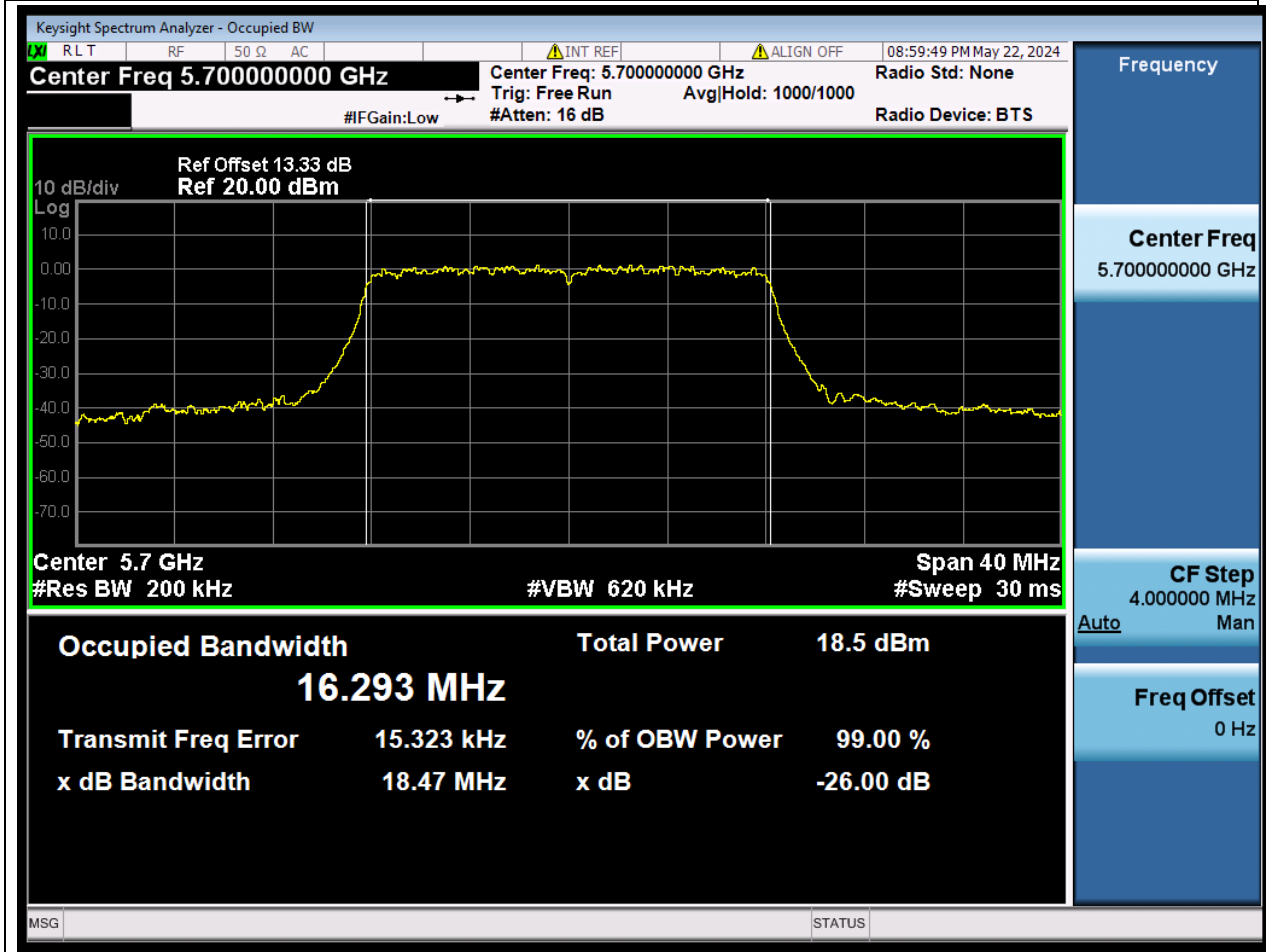 Keysight Spectrum Analyzer - Occupied BW
LXI RLT RF 50 Ω AC INT REF ALIGN OFF 08:59:49 PM May 22, 2024
Center Freq 5.700000000 GHz
Center Freq: 5.700000000 GHz Radio Std: None
Trig: Free Run Avg|Hold: 1000/1000
#IFGain:Low #Atten: 16 dB Radio Device: BTS
Ref Offset 13.33 dB
10 dB/div Ref 20.00 dBm
Log
10.0
0.00
-10.0
-20.0
-30.0
-40.0
-50.0
-60.0
-70.0
Center 5.7 GHz Span 40 MHz
#Res BW 200 kHz #VBW 620 kHz #Sweep 30 ms
Occupied Bandwidth Total Power 18.5 dBm
16.293 MHz
Transmit Freq Error 15.323 kHz % of OBW Power 99.00 %
x dB Bandwidth 18.47 MHz x dB -26.00 dB
MSG STATUS
Frequency
Center Freq
5.700000000 GHz
CF Step
4.000000 MHz
Auto Man
Freq Offset
0 Hz